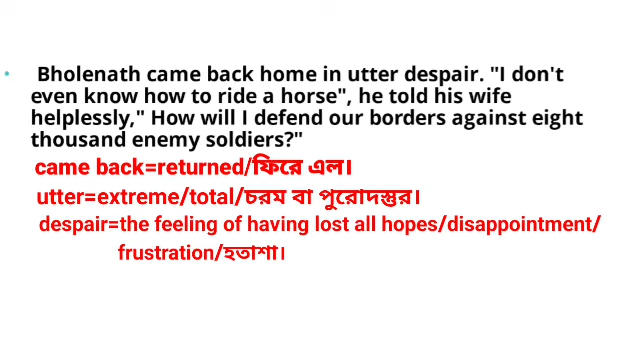 • Bholenath came back home in utter despair. "I don't
even know how to ride a horse", he told his wife
helplessly," How will I defend our borders against eight
thousand enemy soldiers?"
came back=returned/ফিরে এল।
utter=extreme/total/চরম বা পুরোদস্তুর।
despair=the feeling of having lost all hopes/disappointment/
frustration/হতাশা।